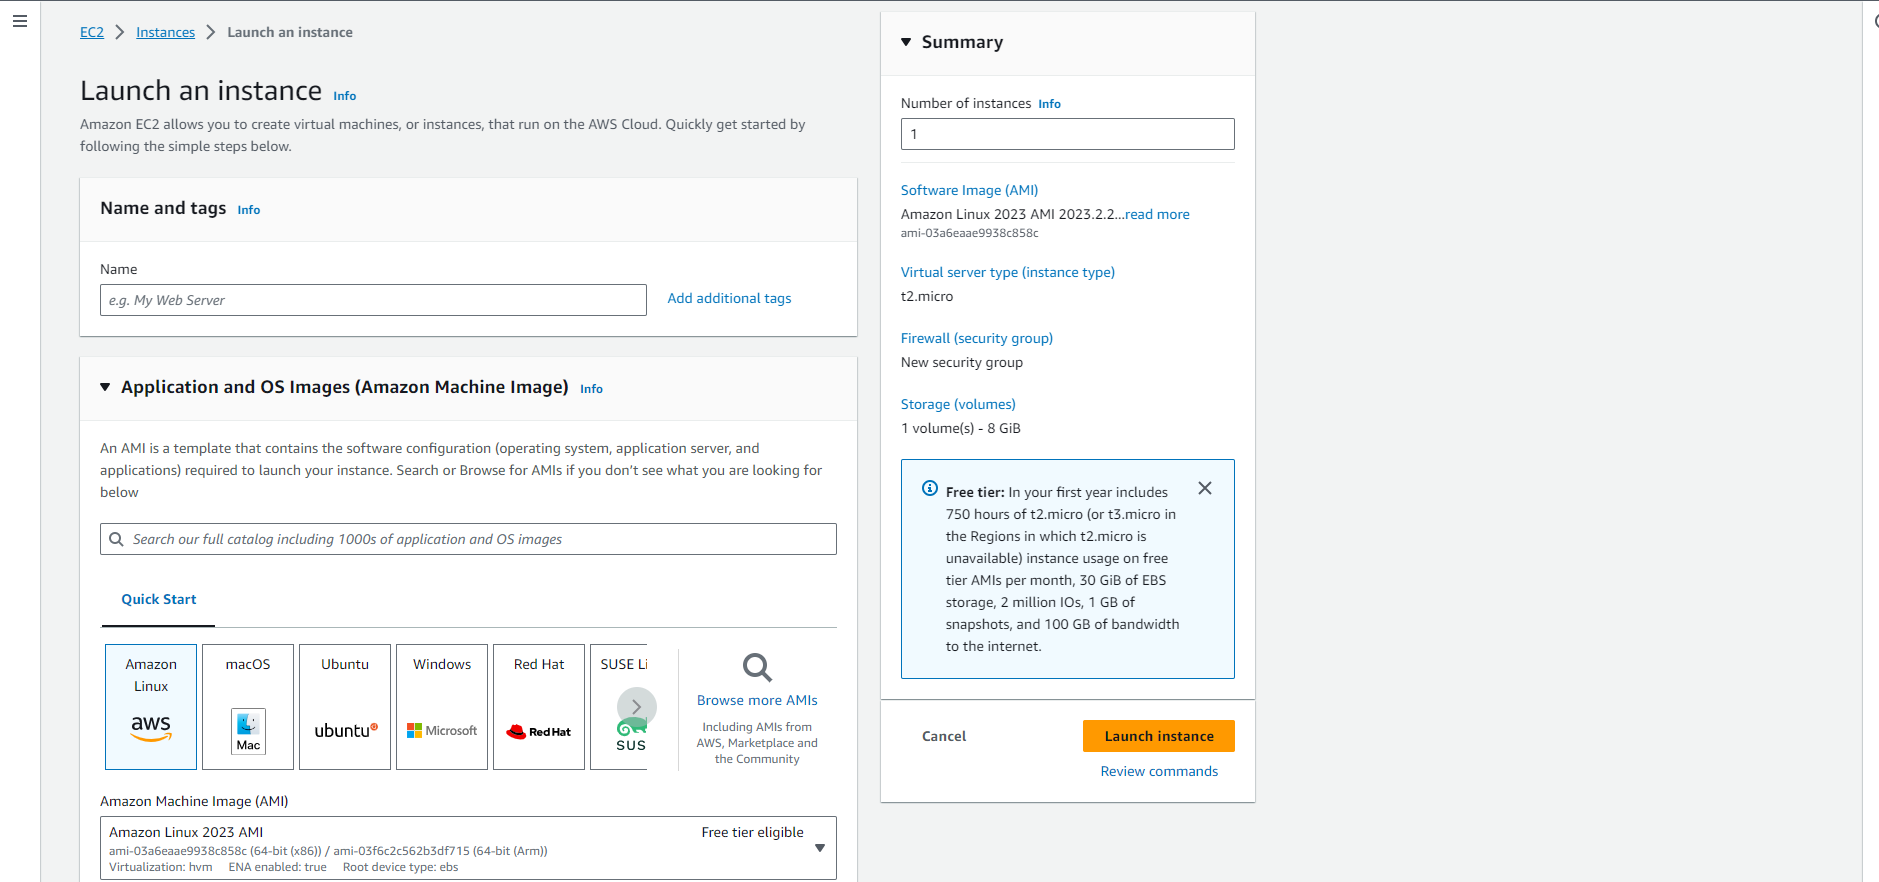 EC2 > Instances > Launch an instance
Launch an instance Info
Amazon EC2 allows you to create virtual machines, or instances, that run on the AWS Cloud. Quickly get started by
following the simple steps below.
Name and tags Info
Name
e.g. My Web Server
Add additional tags
Application and OS Images (Amazon Machine Image) Info
An AMI is a template that contains the software configuration (operating system, application server, and
applications) required to launch your instance. Search or Browse for AMIs if you don’t see what you are looking for
below
Search our full catalog including 1000s of application and OS images
Quick Start
Amazon
Linux
aws
macOS
Mac
Ubuntu
ubuntu
Windows
Microsoft
Red Hat
Red Hat
SUSE Li
SUS
Browse more AMIs
Including AMIs from
AWS, Marketplace and
the Community
Amazon Machine Image (AMI)
Amazon Linux 2023 AMI
Free tier eligible
ami-03a6eaae9938c858c (64-bit (x86)) / ami-03f6c2c562b3df715 (64-bit (Arm))
Virtualization: hvm ENA enabled: true Root device type: ebs
Summary
Number of instances Info
1
Software Image (AMI)
Amazon Linux 2023 AMI 2023.2.2...read more
ami-03a6eaae9938c858c
Virtual server type (instance type)
t2.micro
Firewall (security group)
New security group
Storage (volumes)
1 volume(s) - 8 GiB
Free tier: In your first year includes
750 hours of t2.micro (or t3.micro in
the Regions in which t2.micro is
unavailable) instance usage on free
tier AMIs per month, 30 GiB of EBS
storage, 2 million IOs, 1 GB of
snapshots, and 100 GB of bandwidth
to the internet.
Cancel
Launch instance
Review commands